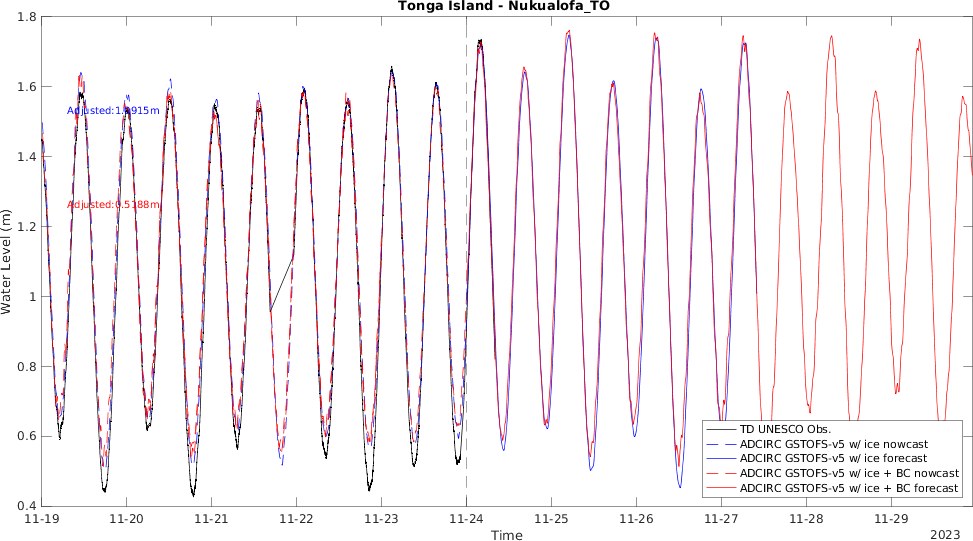 Tonga Island - Nukualofa_TO
1.8
1.6
1.4
1.2
1
0.8
0.6
0.4
Water Level (m)
Adjusted:0.5188m
TD UNESCO Obs.
ADCIRC GSTOFS-v5 w/ ice nowcast
ADCIRC GSTOFS-v5 w/ ice forecast
ADCIRC GSTOFS-v5 w/ ice + BC nowcast
ADCIRC GSTOFS-v5 w/ ice + BC forecast
11-19 11-20 11-21 11-22 11-23 11-24 11-25 11-26 11-27 11-28 11-29
Time
2023